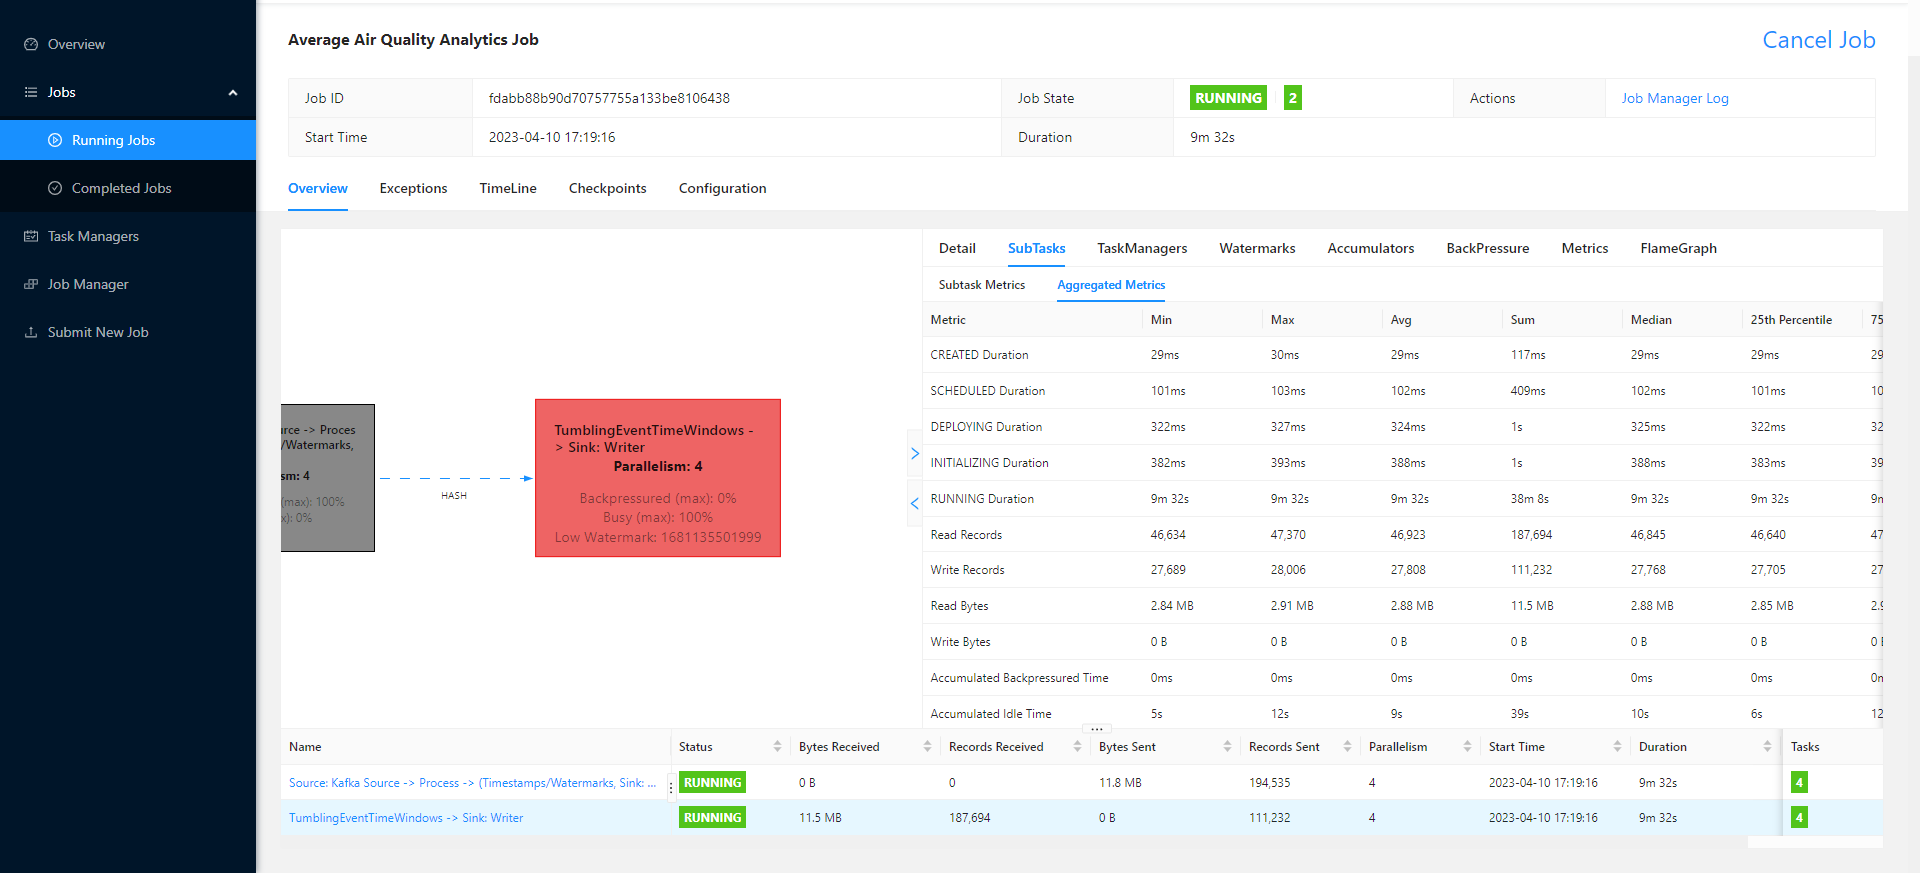 Overview
Jobs
Running Jobs
Completed Jobs
Task Managers
Job Manager
Submit New Job
Average Air Quality Analytics Job
Cancel Job
Job ID fdabb88b90d70757755a133be8106438 Job State RUNNING 2 Actions Job Manager Log
Start Time 2023-04-10 17:19:16 Duration 9m 32s
Overview Exceptions TimeLine Checkpoints Configuration
urce -> Proces
/Watermarks,
sm: 4
(max): 100%
x): 0%
HASH
TumblingEventTimeWindows -
> Sink: Writer
Parallelism: 4
Backpressured (max): 0%
Busy (max): 100%
Low Watermark: 1681135501999
Detail SubTasks TaskManagers Watermarks Accumulators BackPressure Metrics FlameGraph
Subtask Metrics Aggregated Metrics
Metric Min Max Avg Sum Median 25th Percentile 75
CREATED Duration 29ms 30ms 29ms 117ms 29ms 29ms 29
SCHEDULED Duration 101ms 103ms 102ms 409ms 102ms 101ms 10
DEPLOYING Duration 322ms 327ms 324ms 1s 325ms 322ms 32
INITIALIZING Duration 382ms 393ms 388ms 1s 388ms 383ms 39
RUNNING Duration 9m 32s 9m 32s 9m 32s 38m 8s 9m 32s 9m 32s 9m
Read Records 46,634 47,370 46,923 187,694 46,845 46,640 47
Write Records 27,689 28,006 27,808 111,232 27,768 27,705 27
Read Bytes 2.84 MB 2.91 MB 2.88 MB 11.5 MB 2.88 MB 2.85 MB 2.9
Write Bytes 0 B 0 B 0 B 0 B 0 B 0 B 0
Accumulated Backpressured Time 0ms 0ms 0ms 0ms 0ms 0ms 0m
Accumulated Idle Time 5s 12s 9s 39s 10s 6s 12
Name Status Bytes Received Records Received Bytes Sent Records Sent Parallelism Start Time Duration Tasks
Source: Kafka Source -> Process -> (Timestamps/Watermarks, Sink: ... RUNNING 0 B 0 11.8 MB 194,535 4 2023-04-10 17:19:16 9m 32s 4
TumblingEventTimeWindows -> Sink: Writer RUNNING 11.5 MB 187,694 0 B 111,232 4 2023-04-10 17:19:16 9m 32s 4